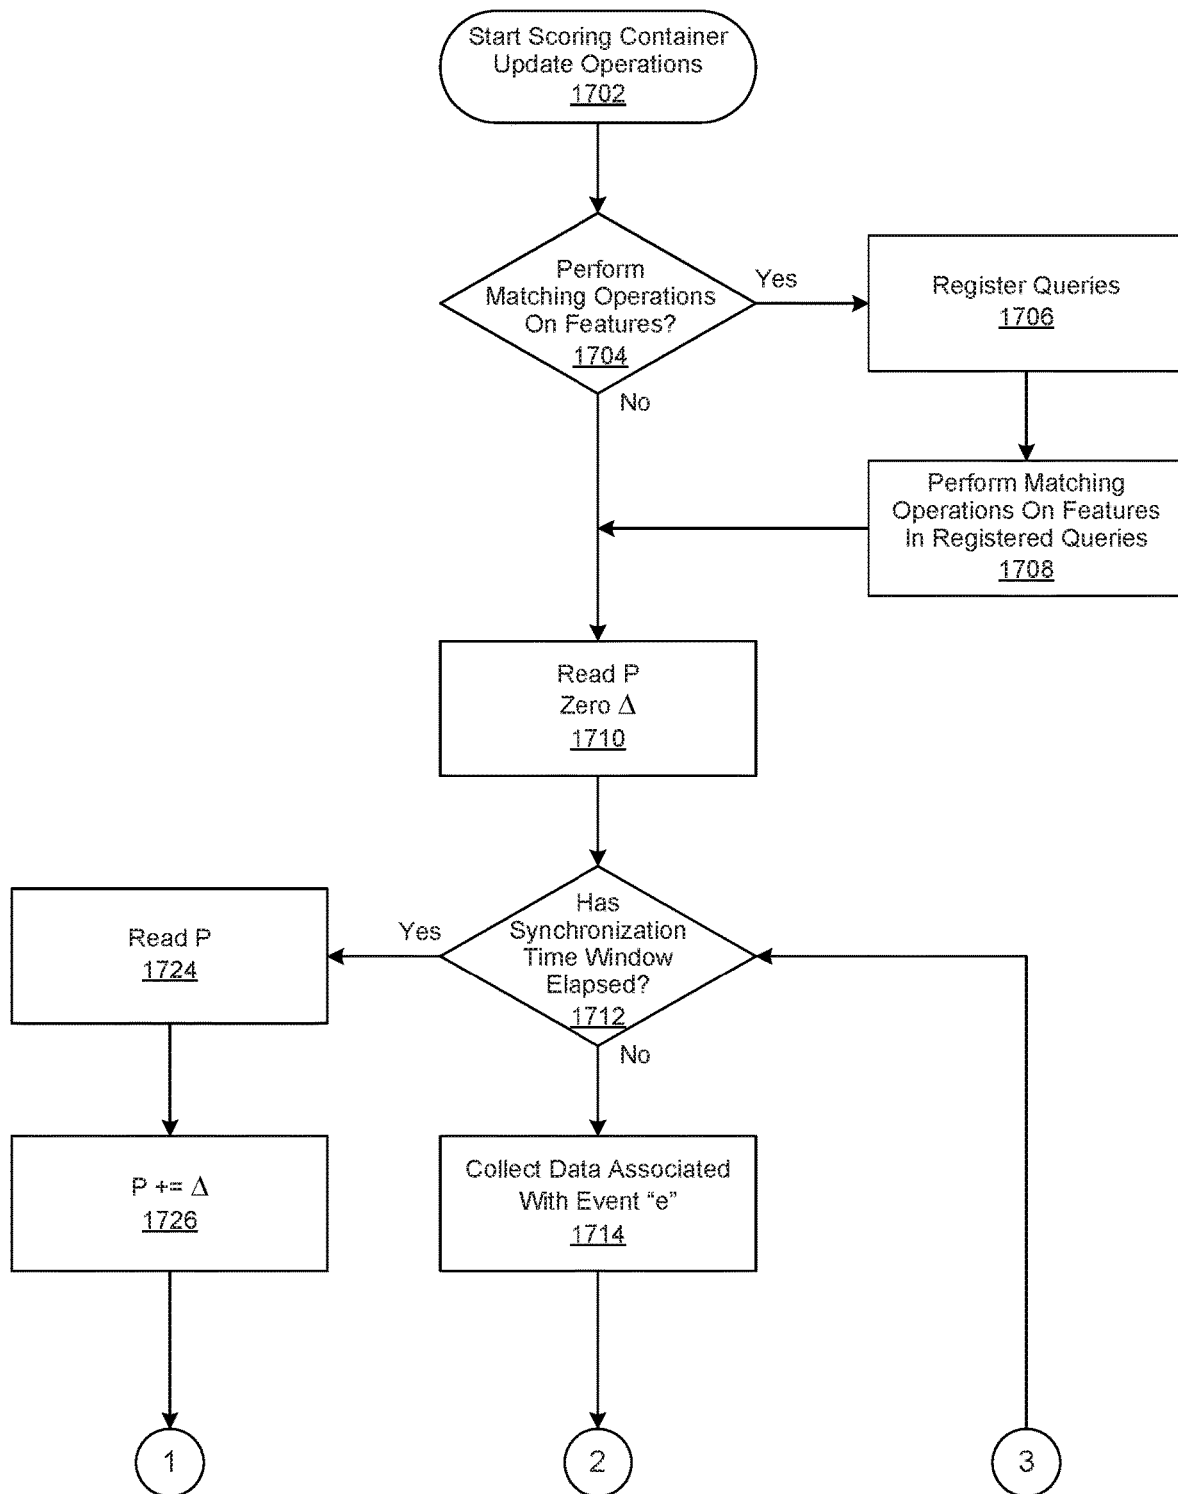 Start Scoring Container
Update Operations
1702
Perform
Matching Operations
On Features?
1704
Yes
No
Register Queries
1706
Perform Matching
Operations On Features
In Registered Queries
1708
Read P
Zero Δ
1710
Has
Synchronization
Time Window
Elapsed?
1712
Yes
No
Read P
1724
P += Δ
1726
Collect Data Associated
With Event “e”
1714
1
2
3